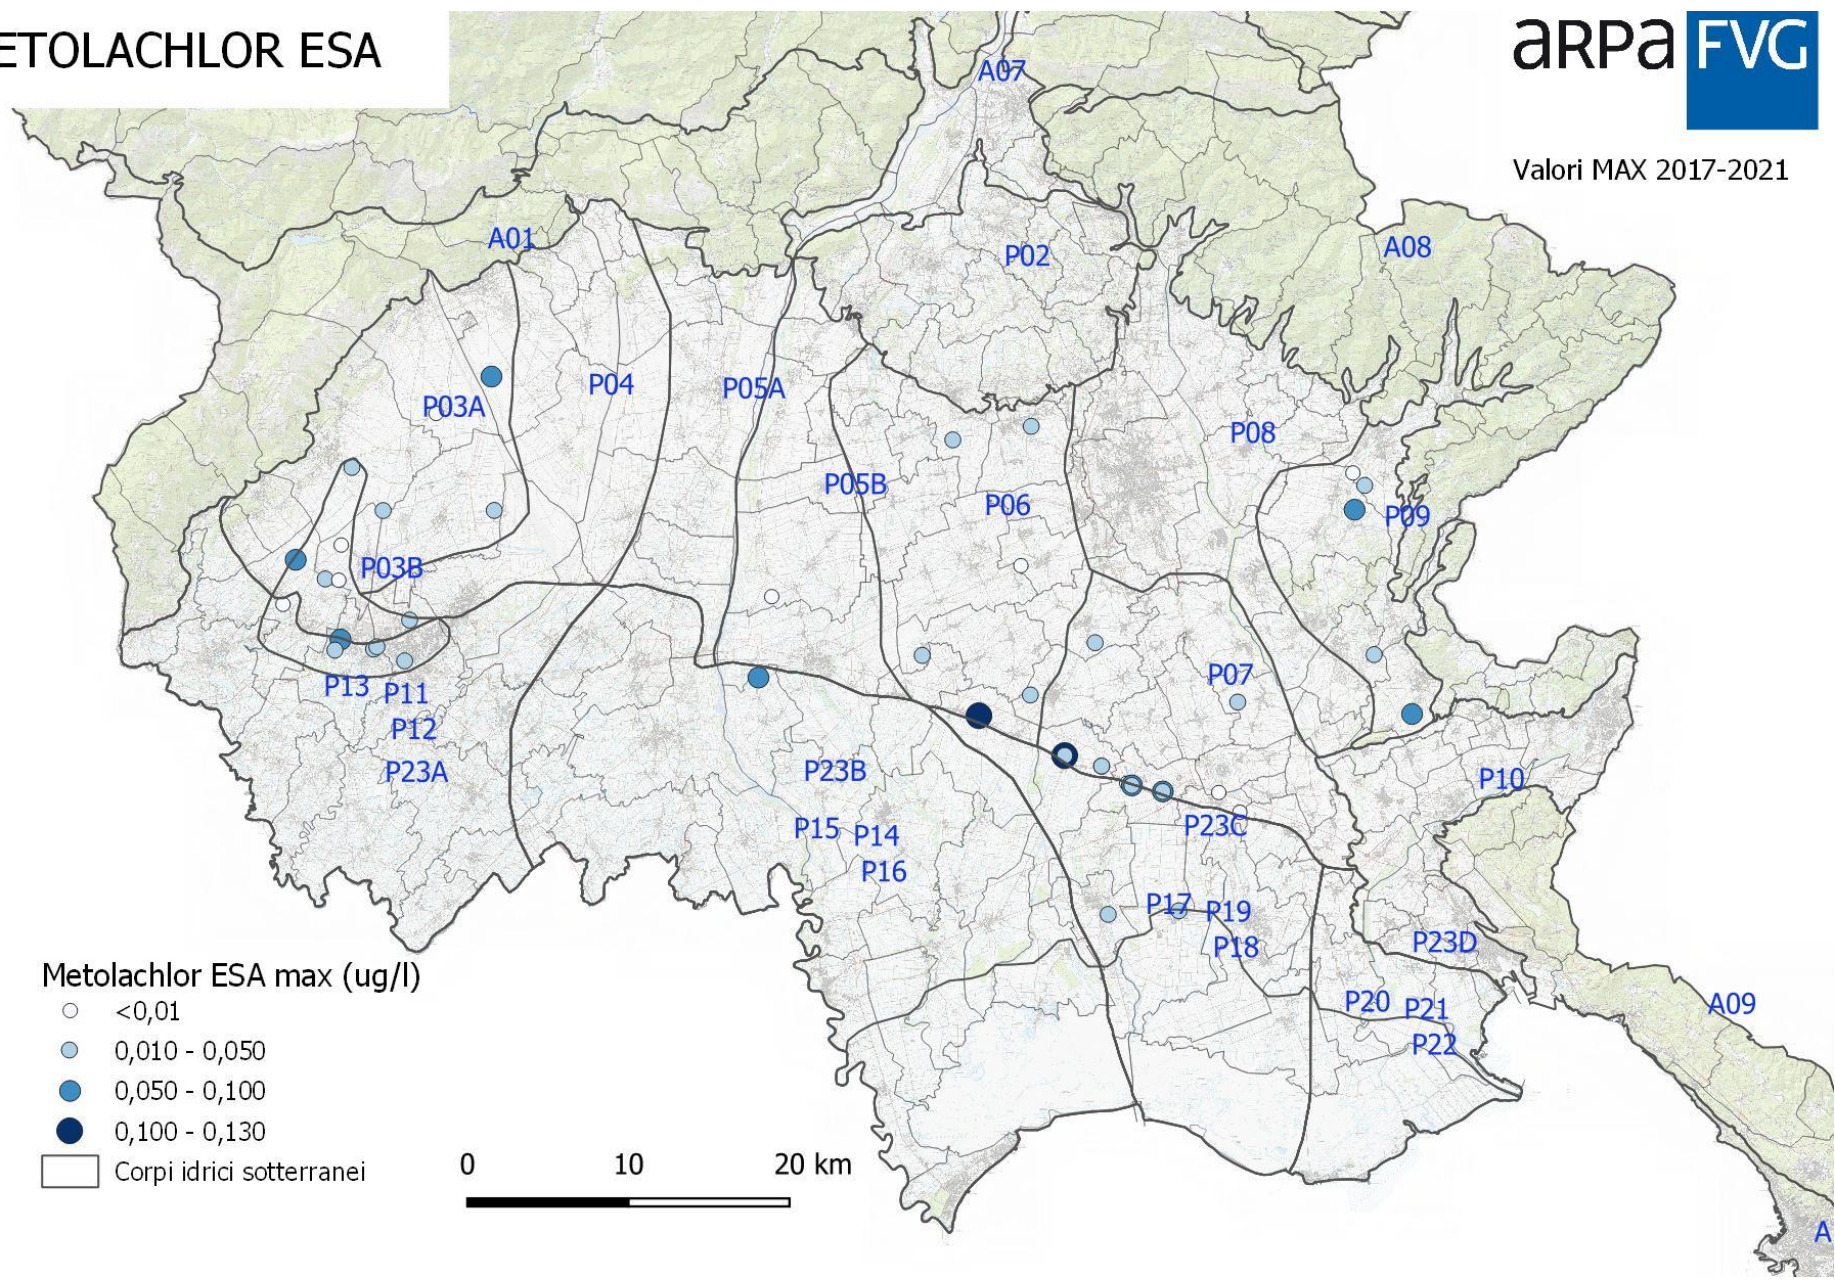 ETOLACHLOR ESA
aRPa FVG
Valori MAX 2017-2021
A07
A01
P02
A08
P03A
P04
P05A
P08
P05B
P06
P09
P03B
P07
P13
P11
P12
P23A
P23B
P10
P15
P14
P16
P23C
P17
P19
P18
P23D
P20
P21
P22
A09
A
Metolachlor ESA max (ug/l)
<0,01
0,010 - 0,050
0,050 - 0,100
0,100 - 0,130
Corpi idrici sotterranei
0 10 20 km